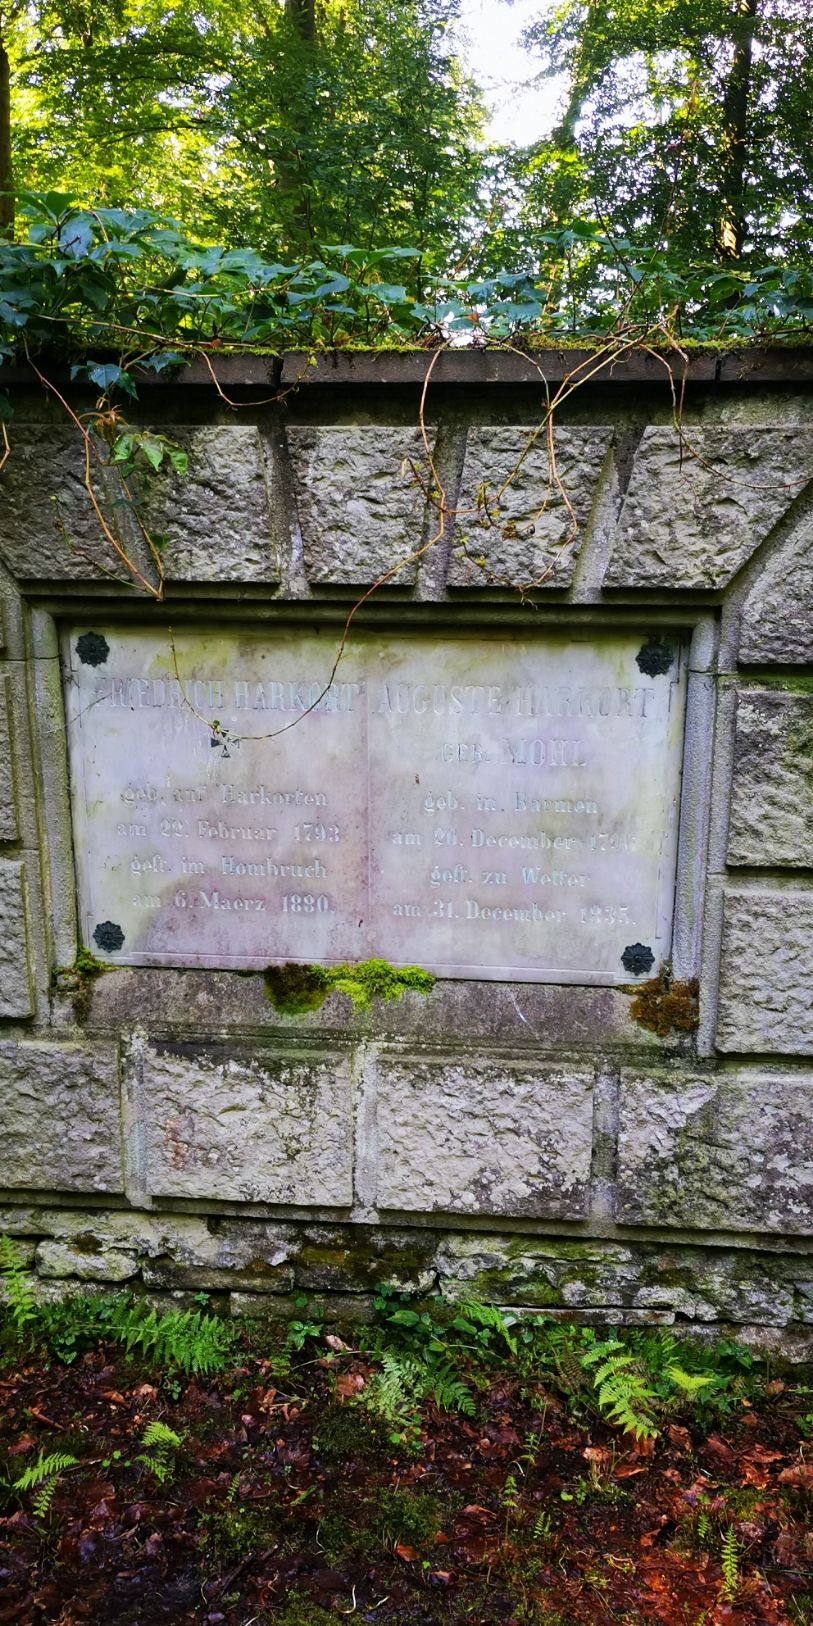 FRIEDRICH HARKORT
geb. auf Harkorten
am 22. Februar 1793
gest. im Hombruch
am 6. Maerz 1880.
AUGUSTE HARKORT
GEB. MOHL
geb. in Barmen
am 26. December
gest. zu Wetter
am 31. December 1835.